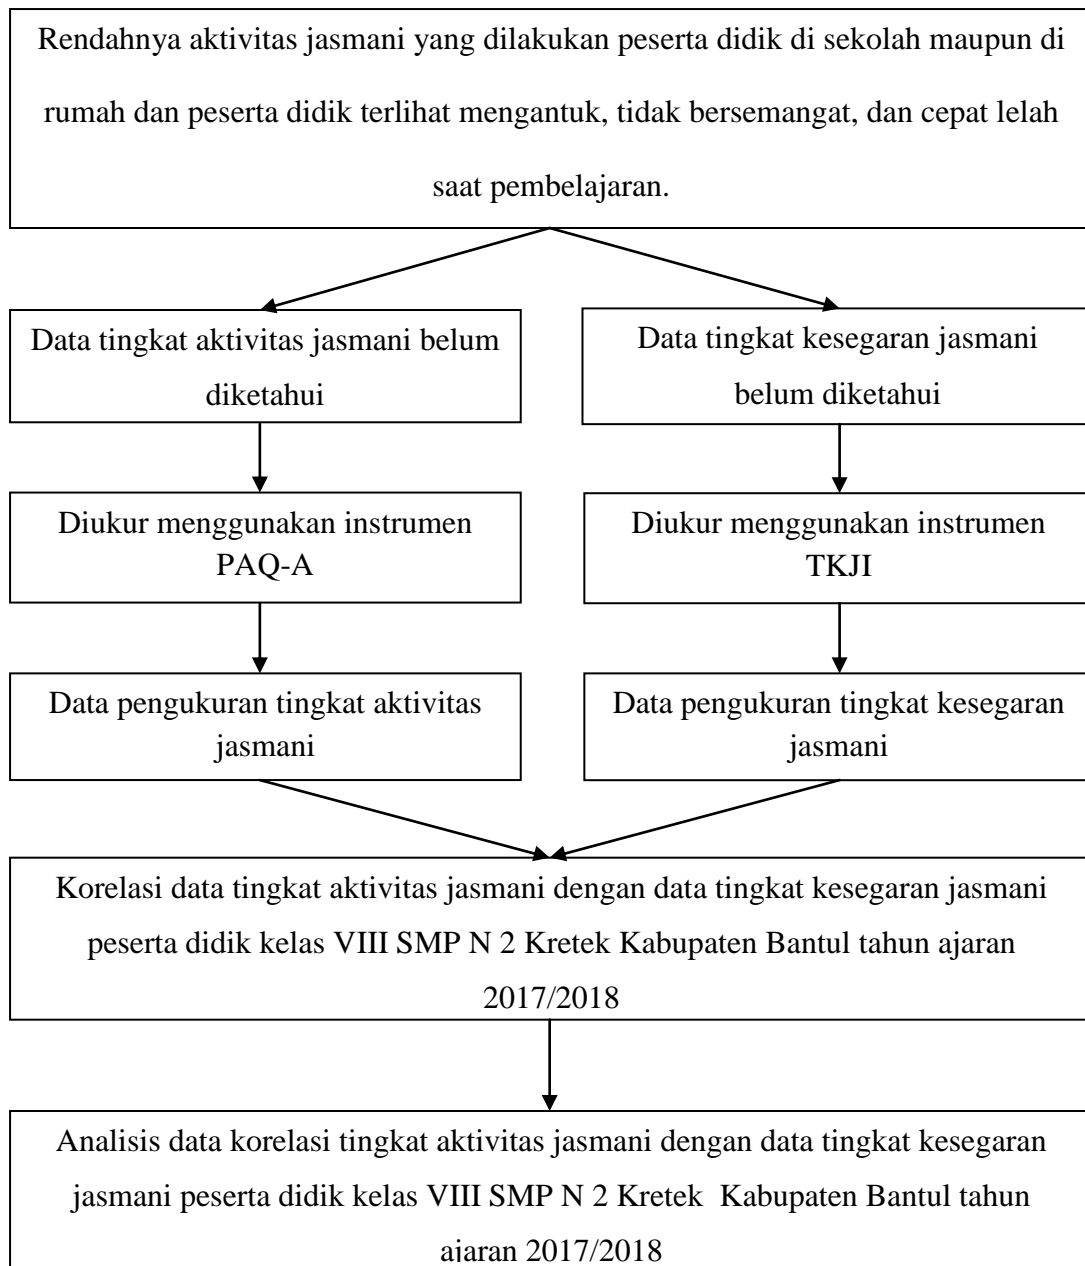 Rendahnya aktivitas jasmani yang dilakukan peserta didik di sekolah maupun di
rumah dan peserta didik terlihat mengantuk, tidak bersemangat, dan cepat lelah
saat pembelajaran.
Data tingkat aktivitas jasmani belum
diketahui
Data tingkat kesegaran jasmani
belum diketahui
Diukur menggunakan instrumen
PAQ-A
Diukur menggunakan instrumen
TKJI
Data pengukuran tingkat aktivitas
jasmani
Data pengukuran tingkat kesegaran
jasmani
Korelasi data tingkat aktivitas jasmani dengan data tingkat kesegaran jasmani
peserta didik kelas VIII SMP N 2 Kretek Kabupaten Bantul tahun ajaran
2017/2018
Analisis data korelasi tingkat aktivitas jasmani dengan data tingkat kesegaran
jasmani peserta didik kelas VIII SMP N 2 Kretek Kabupaten Bantul tahun
ajaran 2017/2018